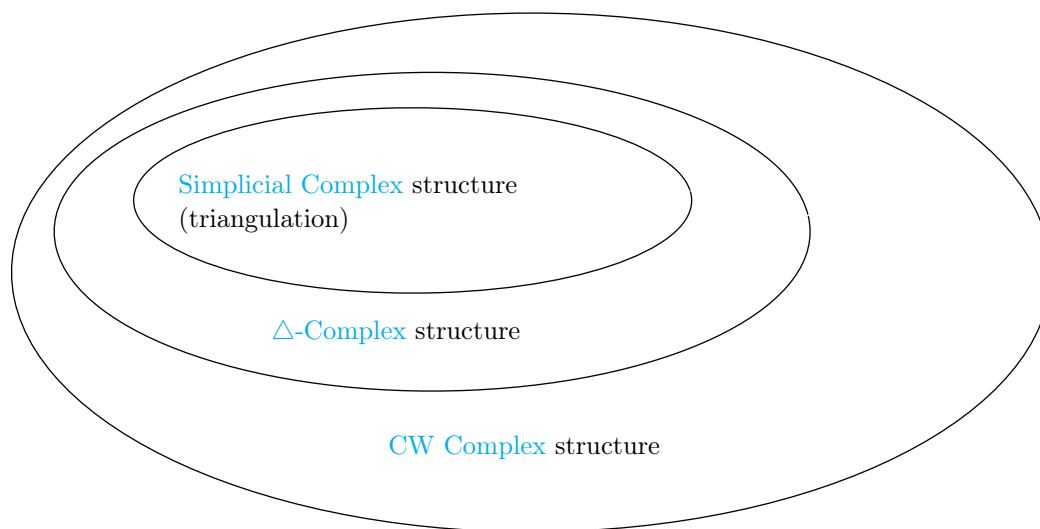 Simplicial Complex structure
(triangulation)
△-Complex structure
CW Complex structure